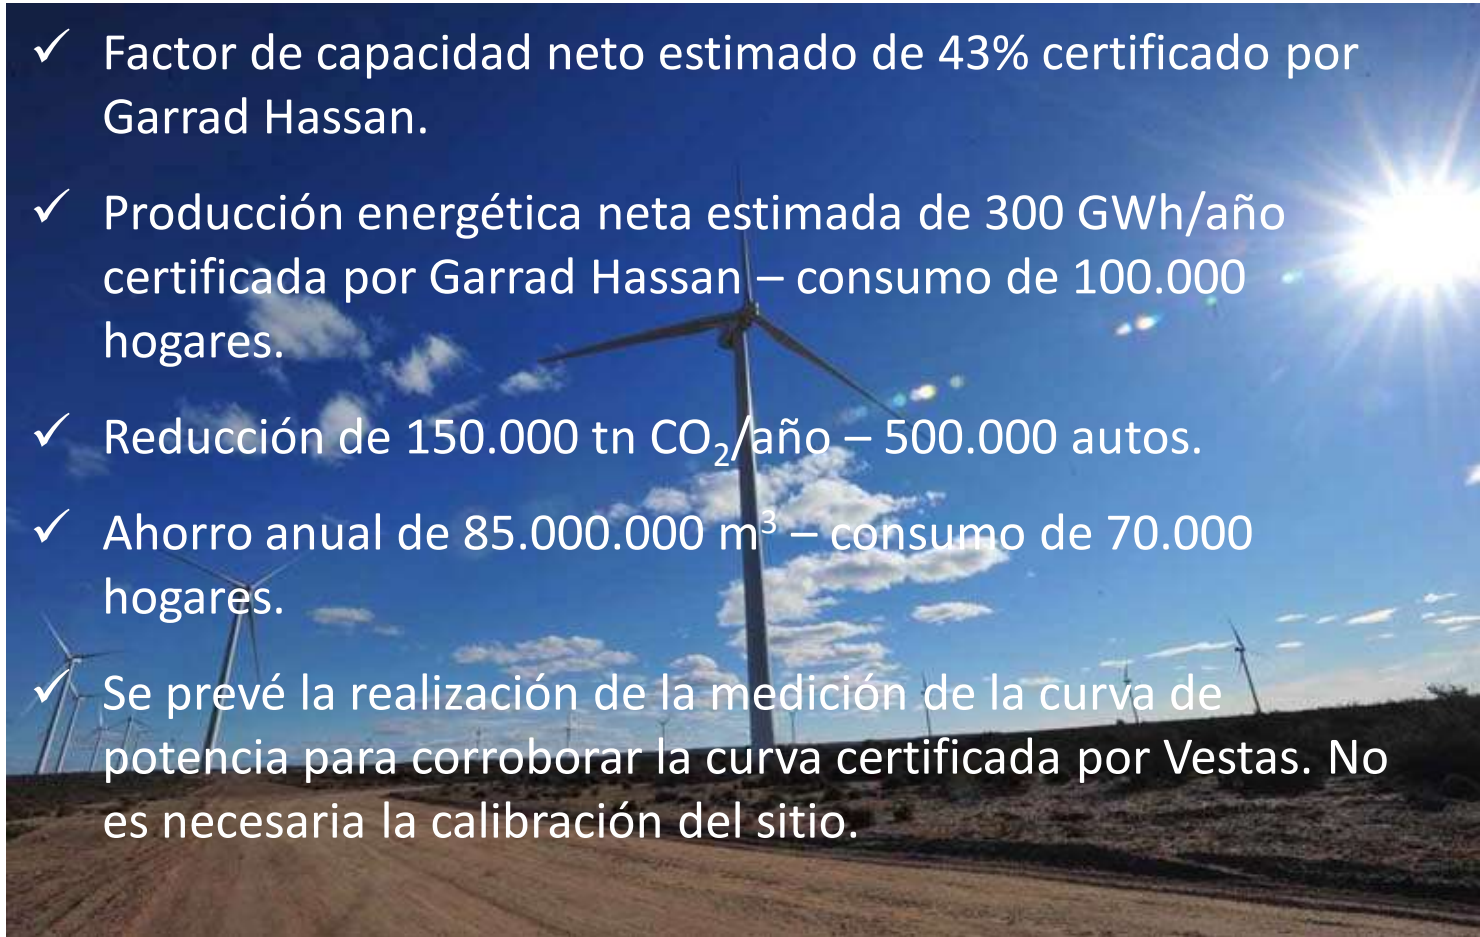 ✓ Factor de capacidad neto estimado de 43% certificado por
Garrad Hassan.
✓ Producción energética neta estimada de 300 GWh/año
certificada por Garrad Hassan – consumo de 100.000
hogares.
✓ Reducción de 150.000 tn CO₂/año – 500.000 autos.
✓ Ahorro anual de 85.000.000 m³ – consumo de 70.000
hogares.
✓ Se prevé la realización de la medición de la curva de
potencia para corroborar la curva certificada por Vestas. No
es necesaria la calibración del sitio.